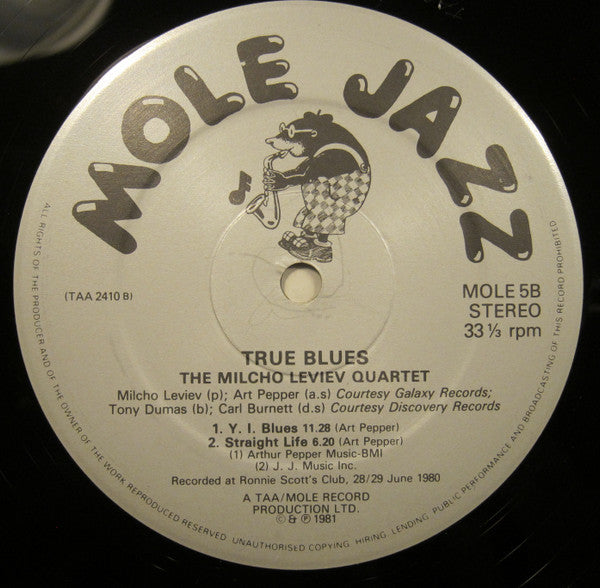 MOLE JAZZ
(TAA 2410 B)
MOLE 5B
STEREO
33 ⅓ rpm
TRUE BLUES
THE MILCHO LEVIEV QUARTET
Milcho Leviev (p); Art Pepper (a.s) Courtesy Galaxy Records;
Tony Dumas (b); Carl Burnett (d.s) Courtesy Discovery Records
1. Y. I. Blues 11.28 (Art Pepper)
2. Straight Life 6.20 (Art Pepper)
(1) Arthur Pepper Music-BMI
(2) J. J. Music Inc.
Recorded at Ronnie Scott's Club, 28/29 June 1980
A TAA/MOLE RECORD
PRODUCTION LTD.
© & ℗ 1981
ALL RIGHTS OF THE PRODUCER AND OF THE OWNER OF THE WORK REPRODUCED RESERVED UNAUTHORISED COPYING, HIRING, LENDING, PUBLIC PERFORMANCE AND BROADCASTING OF THIS RECORD PROHIBITED